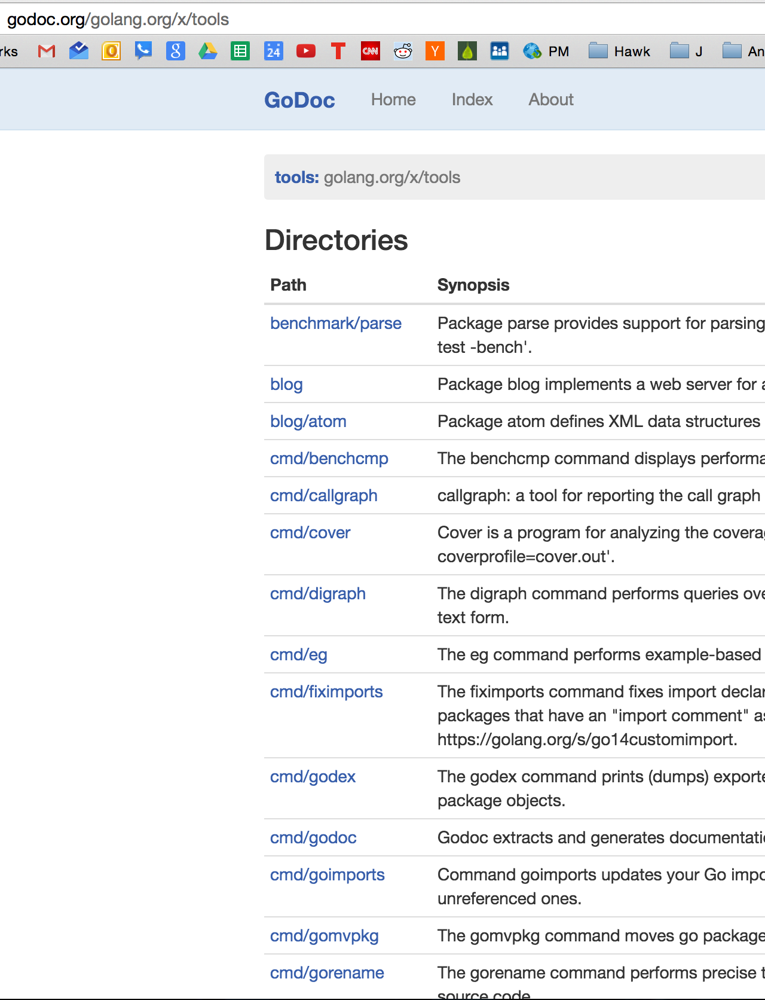 godoc.org/golang.org/x/tools
rks 8 24 T CNN Y PM Hawk J An
GoDoc Home Index About
tools: golang.org/x/tools
Directories
Path Synopsis
benchmark/parse Package parse provides support for parsing
test -bench'.
blog Package blog implements a web server for a
blog/atom Package atom defines XML data structures
cmd/benchcmp The benchcmp command displays performa
cmd/callgraph callgraph: a tool for reporting the call graph
cmd/cover Cover is a program for analyzing the coverag
coverprofile=cover.out'.
cmd/digraph The digraph command performs queries ove
text form.
cmd/eg The eg command performs example-based
cmd/fiximports The fiximports command fixes import declar
packages that have an "import comment" as
https://golang.org/s/go14customimport.
cmd/godex The godex command prints (dumps) exporte
package objects.
cmd/godoc Godoc extracts and generates documentatio
cmd/goimports Command goimports updates your Go impo
unreferenced ones.
cmd/gomvpkg The gomvpkg command moves go package
cmd/gorename The gorename command performs precise t
source code